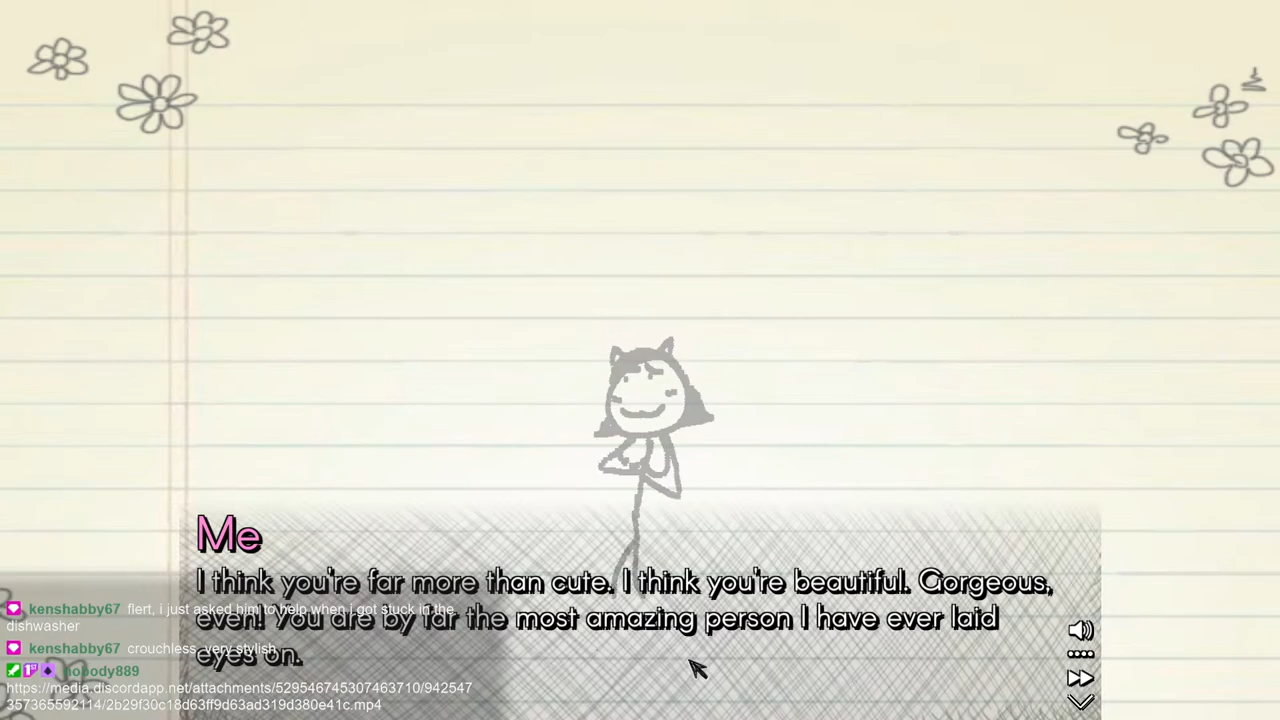 Me
I think you're far more than cute. I think you're beautiful. Gorgeous,
even! You are by far the most amazing person I have ever laid
eyes on.
kenshabby67 flert, i just asked him to help when i got stuck in the
dishwasher
kenshabby67 crouchless, very stylish
nobody889
https://media.discordapp.net/attachments/529546745307463710/942547
357365592114/2b29f30c18d63ff9d63ad319d380e41c.mp4